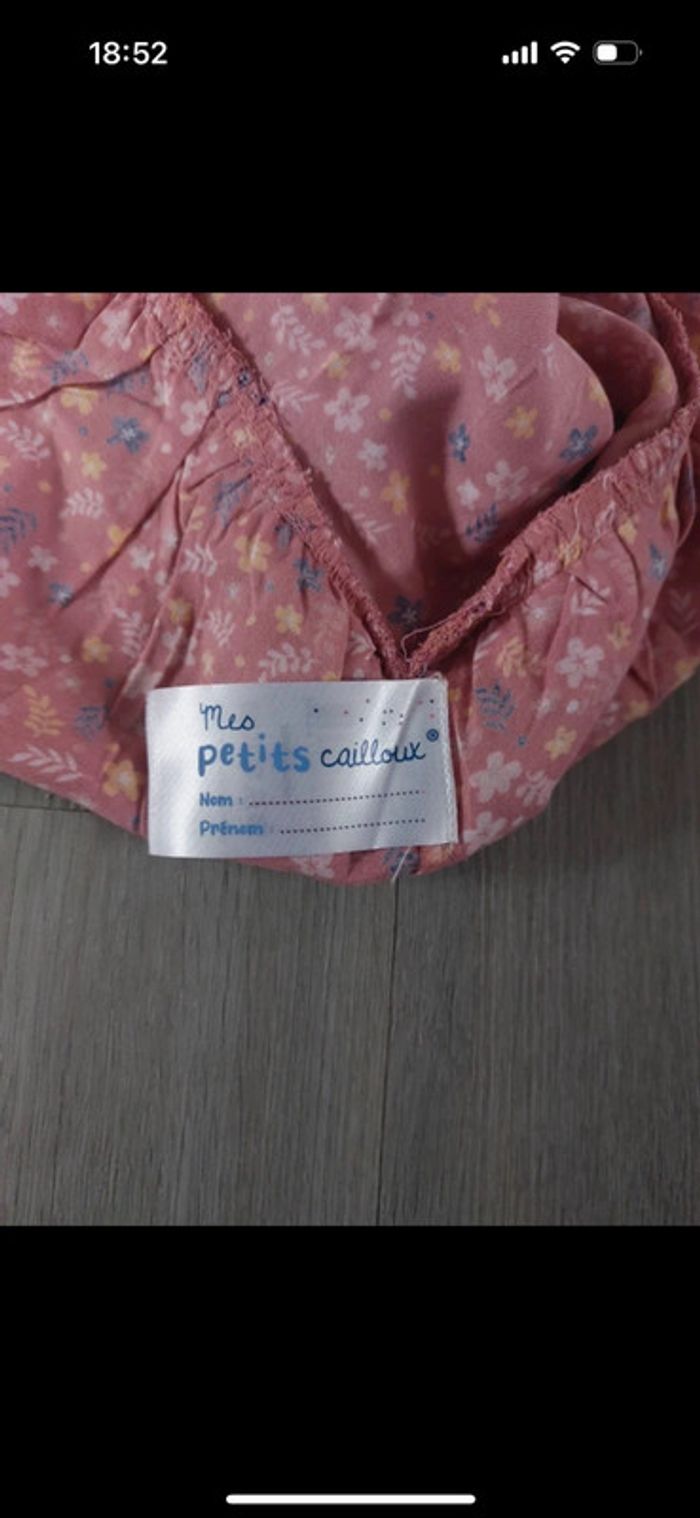 18:52
Mes
petits cailloux®
Nom : ..............................
Prénom : ..........................